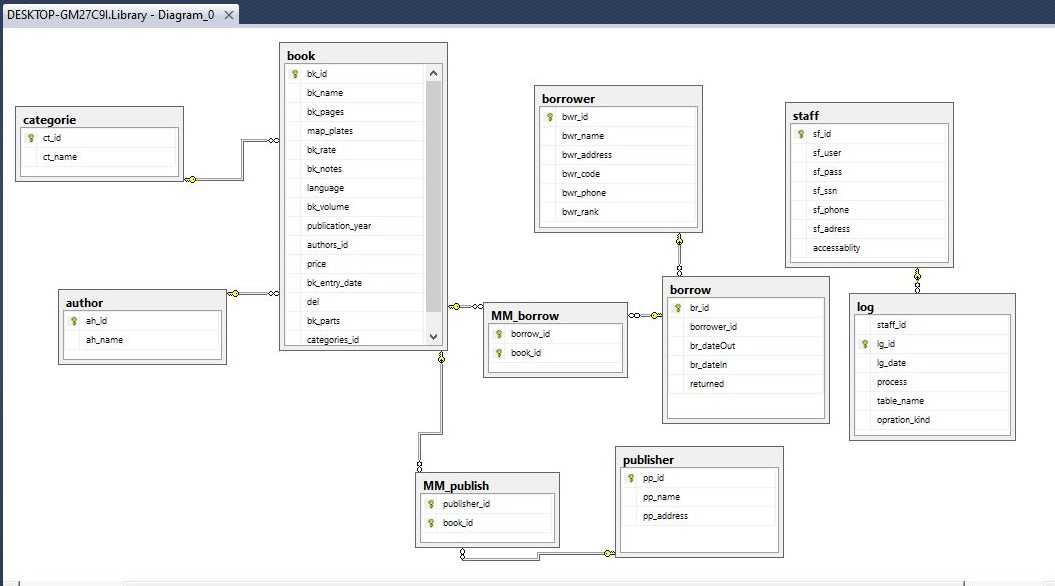 DESKTOP-GM27C9I.Library - Diagram_0
book
bk_id
bk_name
bk_pages
map_plates
bk_rate
bk_notes
language
bk_volume
publication_year
authors_id
price
bk_entry_date
del
bk_parts
categories_id
categorie
ct_id
ct_name
author
ah_id
ah_name
borrower
bwr_id
bwr_name
bwr_address
bwr_code
bwr_phone
bwr_rank
staff
sf_id
sf_user
sf_pass
sf_ssn
sf_phone
sf_adress
accessablity
MM_borrow
borrow_id
book_id
borrow
br_id
borrower_id
br_dateOut
br_dateIn
returned
log
staff_id
lg_id
lg_date
process
table_name
opration_kind
MM_publish
publisher_id
book_id
publisher
pp_id
pp_name
pp_address